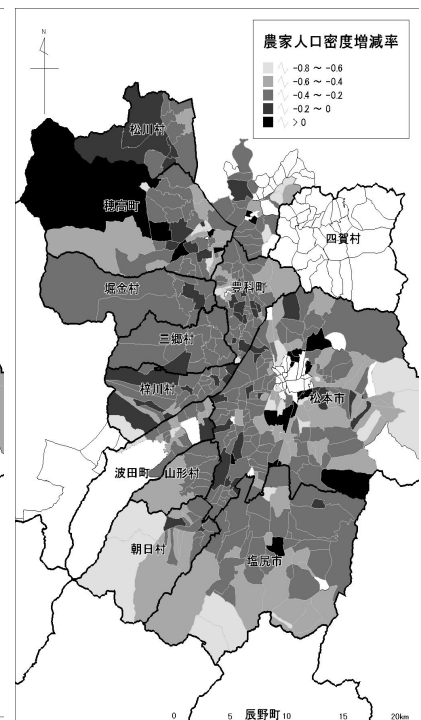 N
農家人口密度増減率
-0.8 ～ -0.6
-0.6 ～ -0.4
-0.4 ～ -0.2
-0.2 ～ 0
> 0
松川村
穂高町
四賀村
堀金村
豊科町
三郷村
梓川村
松本市
波田町
山形村
朝日村
塩尻市
辰野町
0 5 10 15 20km